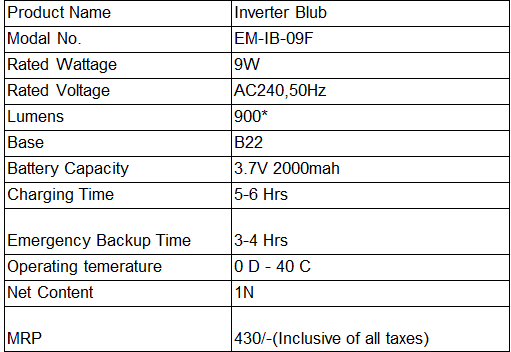 Product Name Inverter Blub
Modal No. EM-IB-09F
Rated Wattage 9W
Rated Voltage AC240,50Hz
Lumens 900*
Base B22
Battery Capacity 3.7V 2000mah
Charging Time 5-6 Hrs
Emergency Backup Time 3-4 Hrs
Operating temerature 0 D - 40 C
Net Content 1N
MRP 430/-(Inclusive of all taxes)